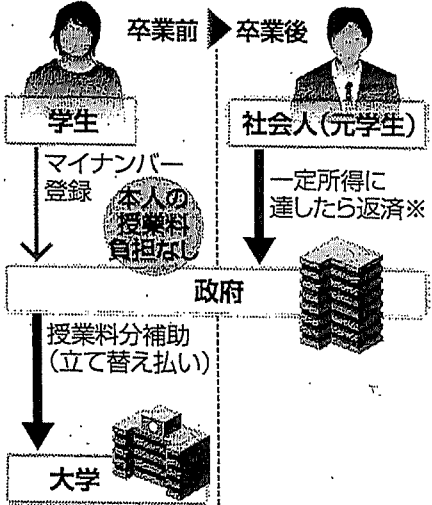 卒業前
卒業後
学生
社会人(元学生)
マイナンバー
登録
本人の
授業料
負担なし
一定所得に
達したら返済※
政府
授業料分補助
(立て替え払い)
大学